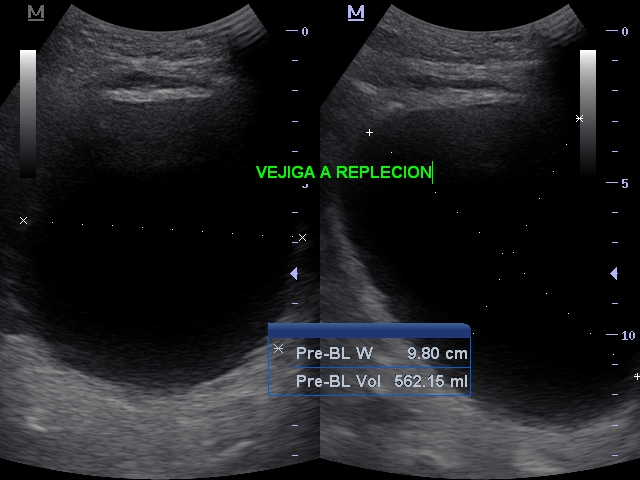 M
M
0
0
VEJIGA A REPLECION
5
5
10
Pre-BL W 9.80 cm
Pre-BL Vol 562.15 ml